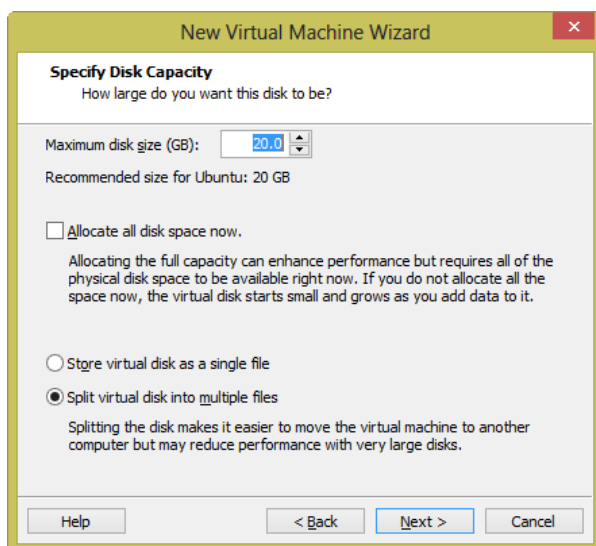 New Virtual Machine Wizard
Specify Disk Capacity
How large do you want this disk to be?
Maximum disk size (GB): 20.0
Recommended size for Ubuntu: 20 GB
Allocate all disk space now.
Allocating the full capacity can enhance performance but requires all of the
physical disk space to be available right now. If you do not allocate all the
space now, the virtual disk starts small and grows as you add data to it.
Store virtual disk as a single file
Split virtual disk into multiple files
Splitting the disk makes it easier to move the virtual machine to another
computer but may reduce performance with very large disks.
Help < Back Next > Cancel